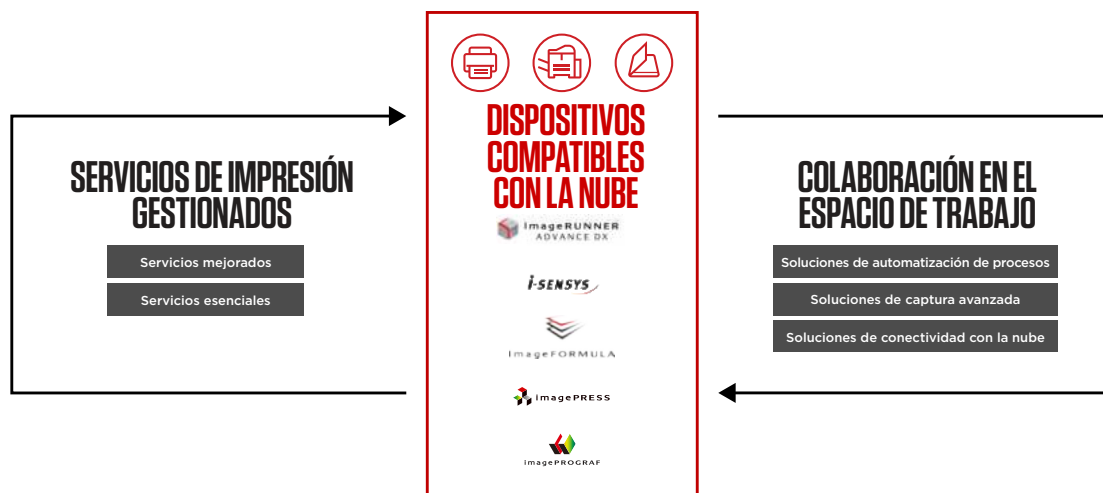 SERVICIOS DE IMPRESIÓN
GESTIONADOS
Servicios mejorados
Servicios esenciales
DISPOSITIVOS
COMPATIBLES
CON LA NUBE
imageRUNNER
ADVANCE DX
i-SENSYS
imageFORMULA
imagePRESS
imagePROGRAF
COLABORACIÓN EN EL
ESPACIO DE TRABAJO
Soluciones de automatización de procesos
Soluciones de captura avanzada
Soluciones de conectividad con la nube